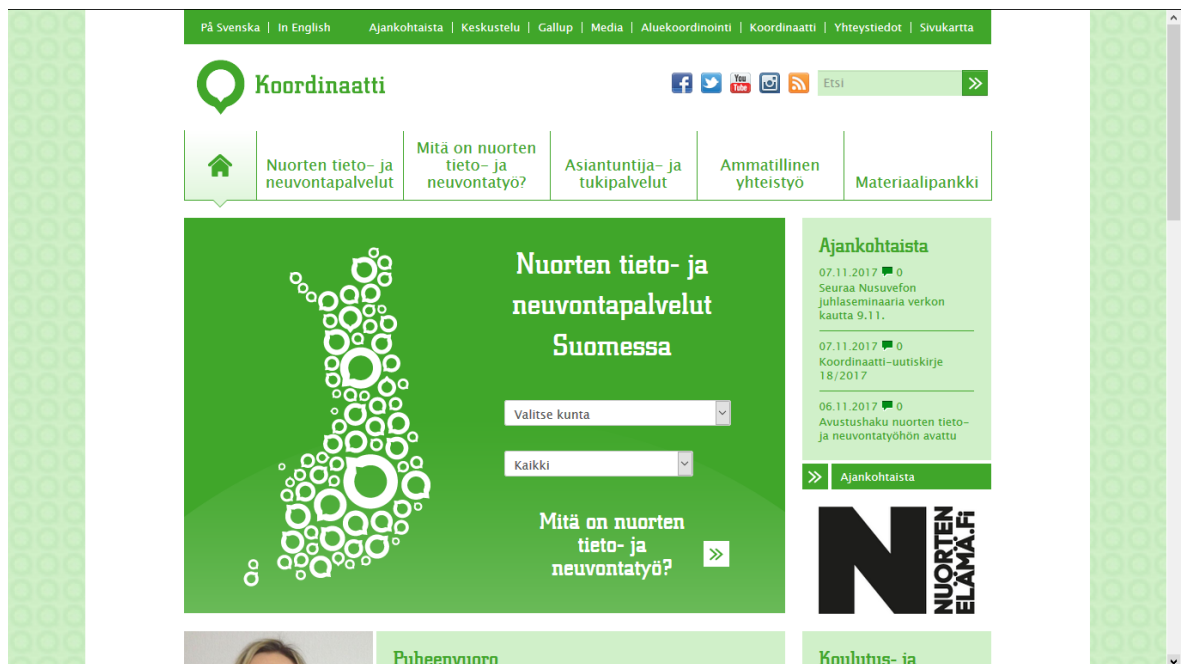 På Svenska | In English Ajankohtaista | Keskustelu | Gallup | Media | Aluekoordinointi | Koordinaatti | Yhteystiedot | Sivukartta
Koordinaatti
You
Tube
Etsi
Nuorten tieto- ja
neuvontapalvelut
Mitä on nuorten
tieto- ja
neuvontatyö?
Asiantuntija- ja
tukipalvelut
Ammatillinen
yhteistyö
Materiaalipankki
Nuorten tieto- ja
neuvontapalvelut
Suomessa
Valitse kunta
Kaikki
Mitä on nuorten
tieto- ja
neuvontatyö?
Ajankohtaista
07.11.2017 0
Seuraa Nusuvefon
juhlaseminaaria verkon
kautta 9.11.
07.11.2017 0
Koordinaatti-uutiskirje
18/2017
06.11.2017 0
Avustushaku nuorten tieto-
ja neuvontatyöhön avattu
Ajankohtaista
N
NUORTEN
ELÄMÄ.Fi
Puheenvuoro
Koulutus- ja